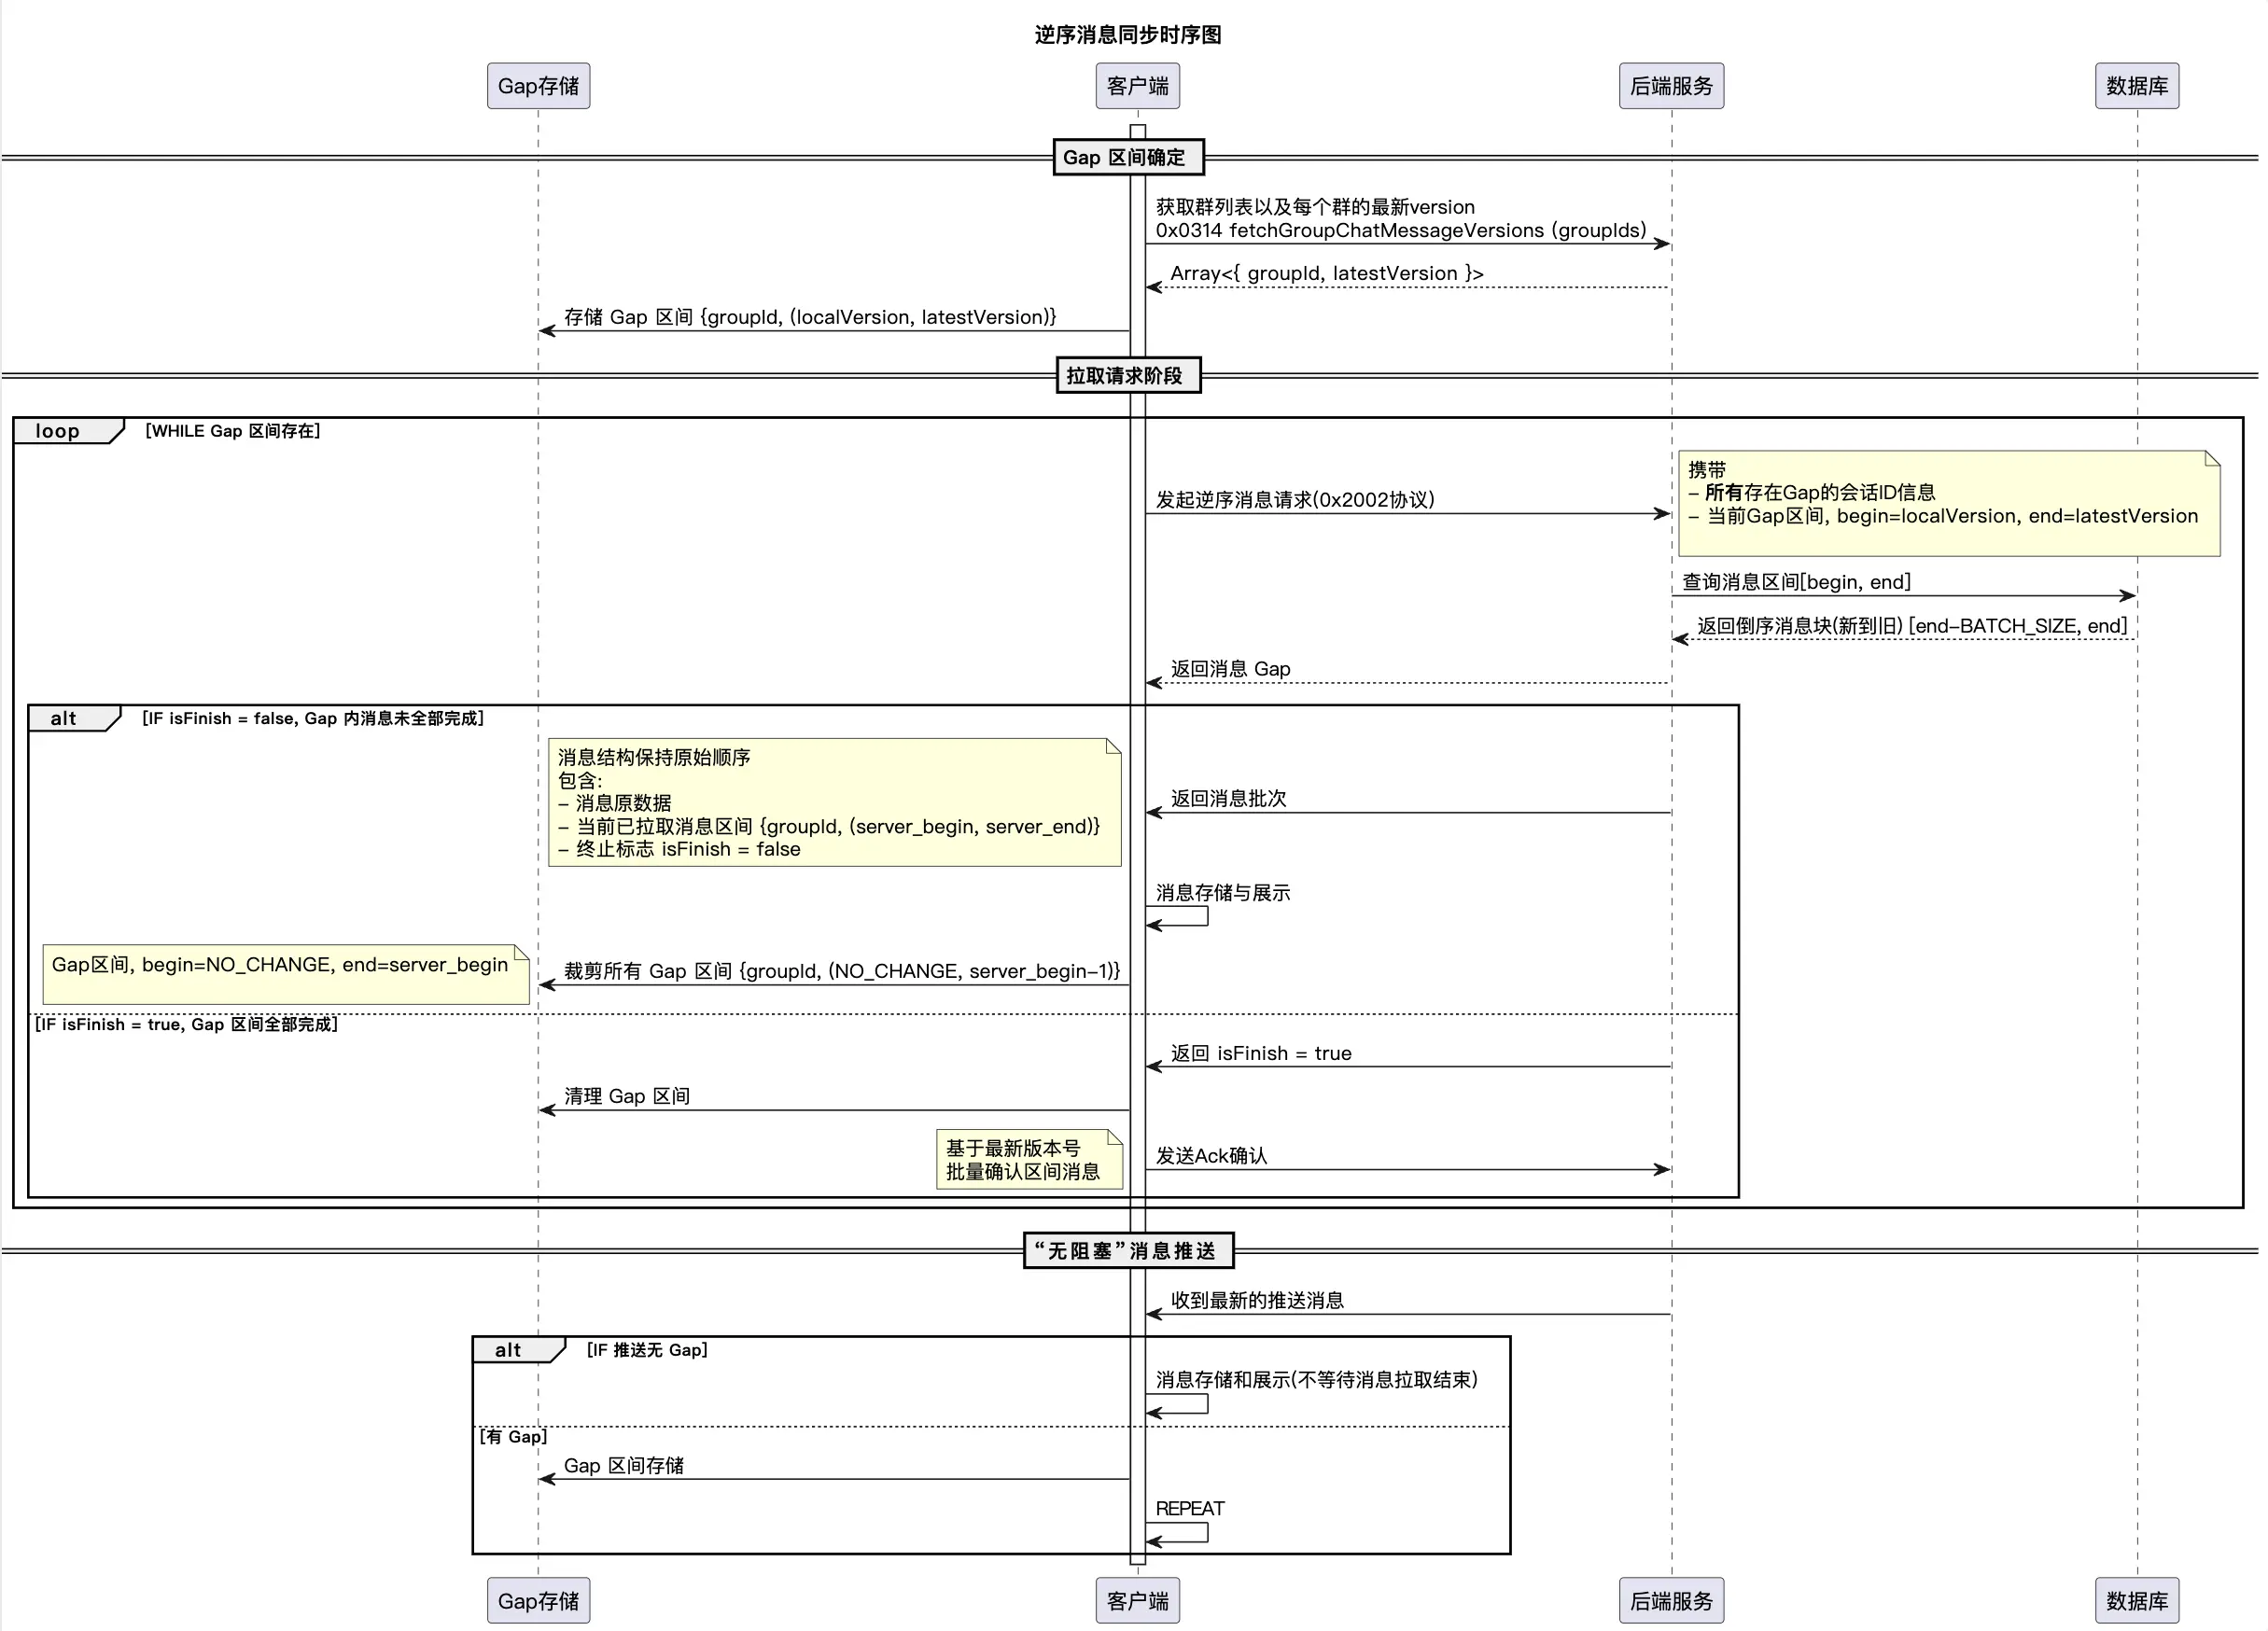 逆序消息同步时序图
Gap存储
客户端
后端服务
数据库
Gap 区间确定
获取群列表以及每个群的最新version
0x0314 fetchGroupChatMessageVersions (groupIds)
Array<{ groupId, latestVersion }>
存储 Gap 区间 {groupId, (localVersion, latestVersion)}
拉取请求阶段
loop
[WHILE Gap 区间存在]
携带
- 所有存在Gap的会话ID信息
- 当前Gap区间, begin=localVersion, end=latestVersion
发起逆序消息请求(0x2002协议)
查询消息区间[begin, end]
返回倒序消息块(新到旧) [end-BATCH_SIZE, end]
返回消息 Gap
alt
[IF isFinish = false, Gap 内消息未全部完成]
消息结构保持原始顺序
包含:
- 消息原数据
- 当前已拉取消息区间 {groupId, (server_begin, server_end)}
- 终止标志 isFinish = false
返回消息批次
消息存储与展示
Gap区间, begin=NO_CHANGE, end=server_begin
裁剪所有 Gap 区间 {groupId, (NO_CHANGE, server_begin-1)}
[IF isFinish = true, Gap 区间全部完成]
返回 isFinish = true
清理 Gap 区间
基于最新版本号
批量确认区间消息
发送Ack确认
“无阻塞”消息推送
收到最新的推送消息
alt
[IF 推送无 Gap]
消息存储和展示(不等待消息拉取结束)
[有 Gap]
Gap 区间存储
REPEAT
Gap存储
客户端
后端服务
数据库